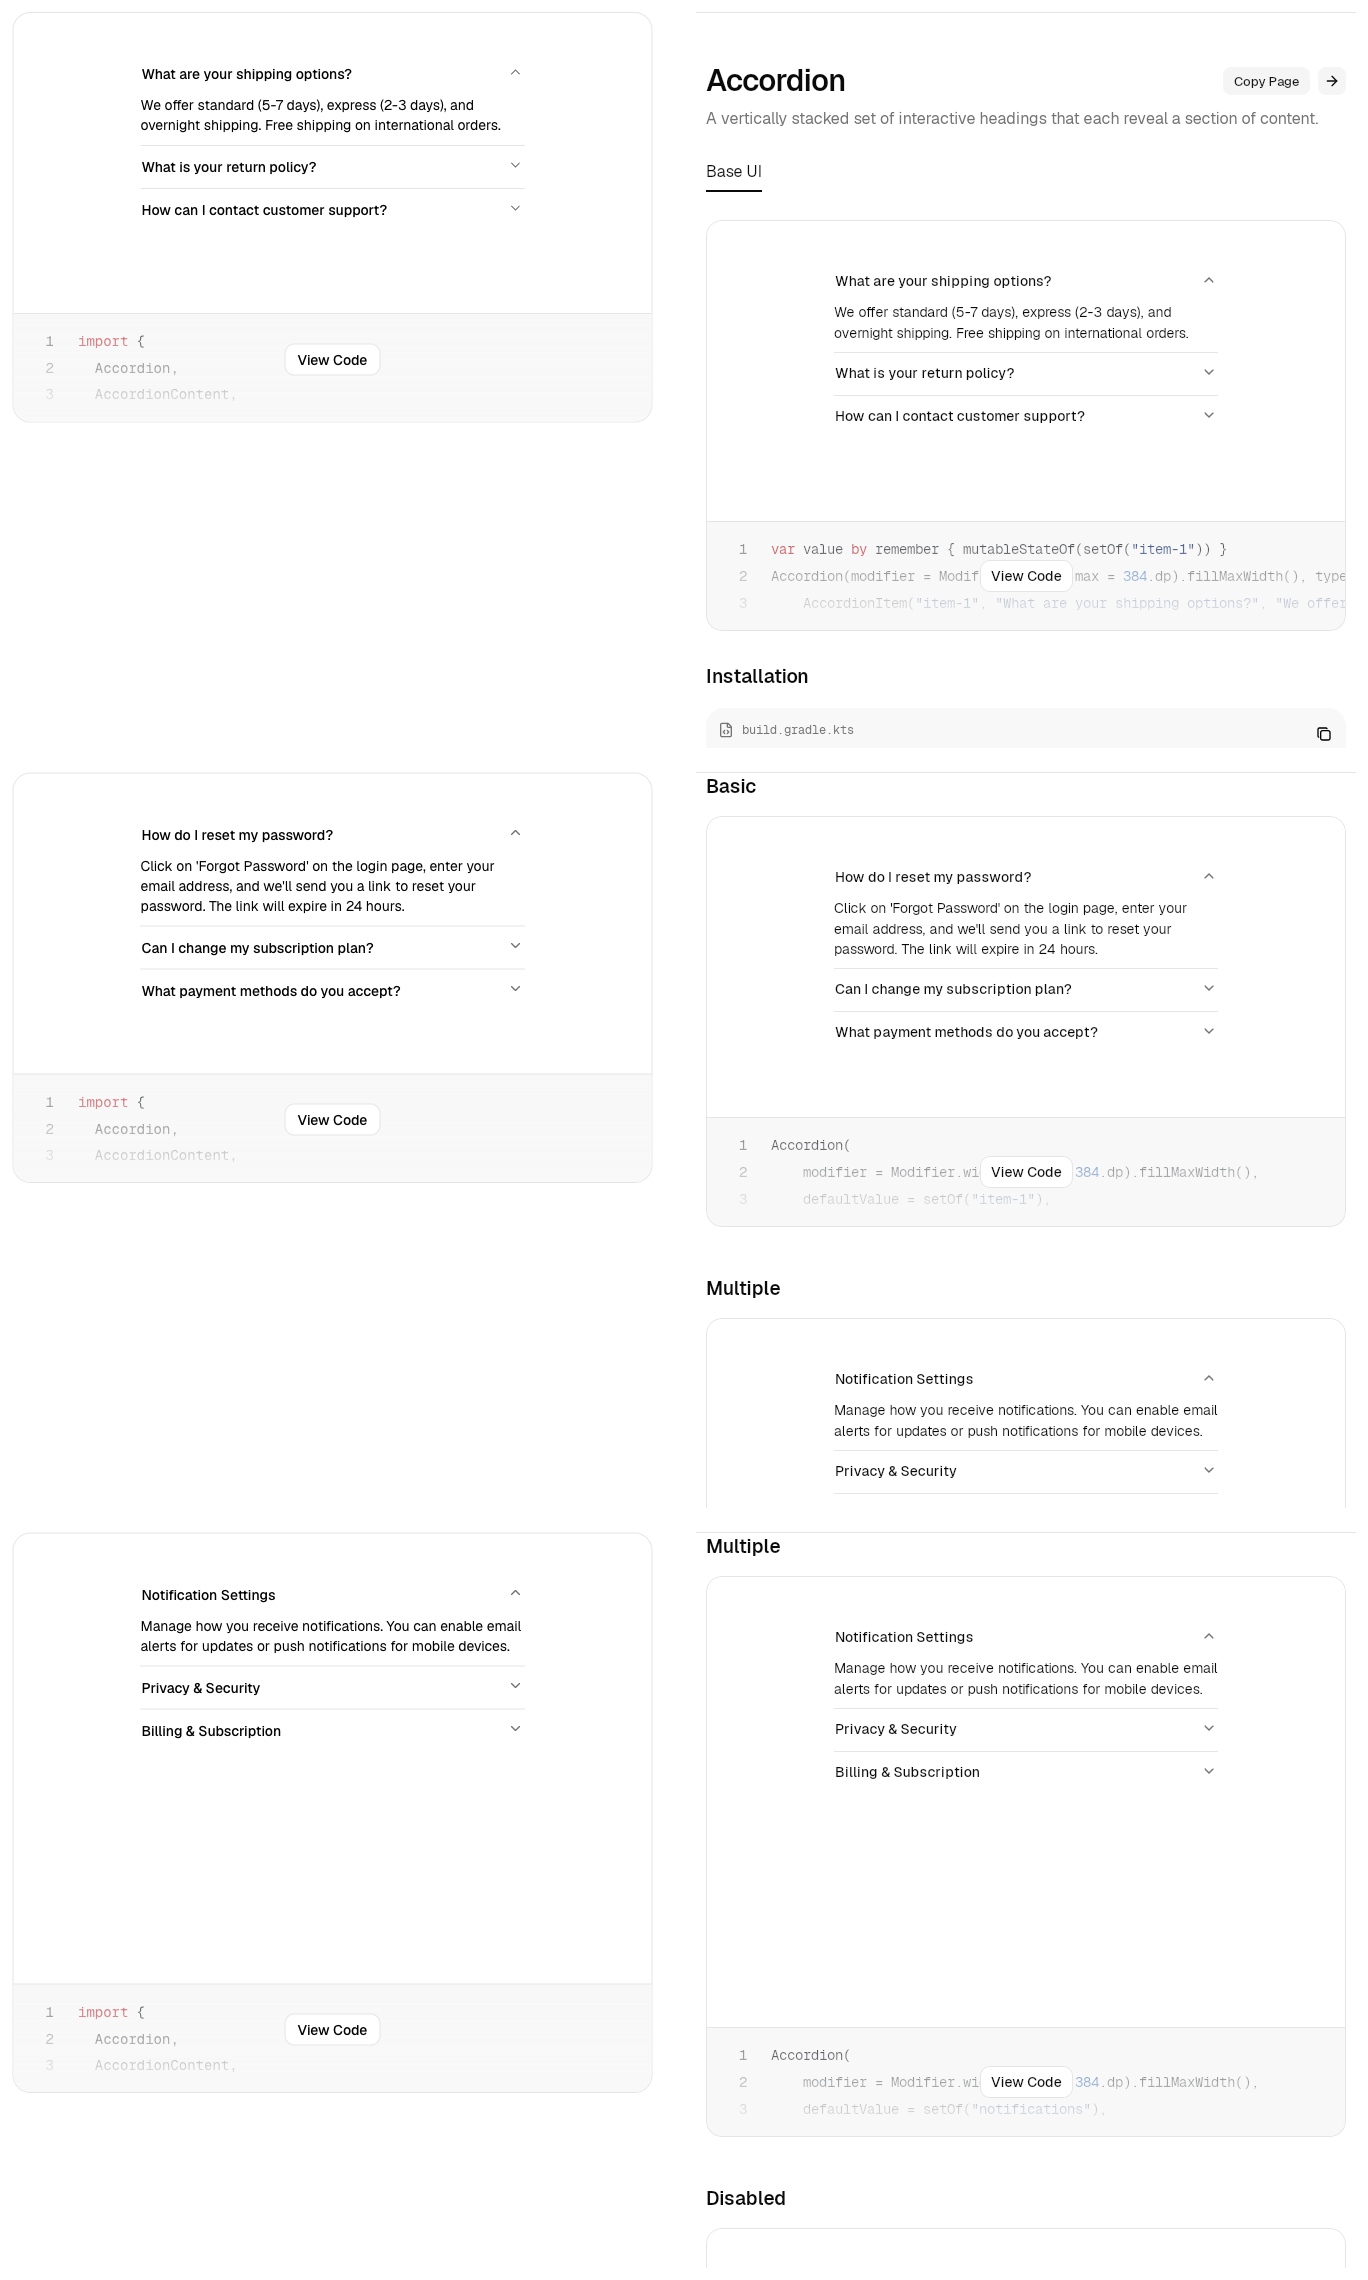 What are your shipping options?
We offer standard (5-7 days), express (2-3 days), and
overnight shipping. Free shipping on international orders.
What is your return policy?
How can I contact customer support?
1 import {
View Code
2 Accordion,
3 AccordionContent,
Accordion
Copy Page
A vertically stacked set of interactive headings that each reveal a section of content.
Base UI
What are your shipping options?
We offer standard (5-7 days), express (2-3 days), and
overnight shipping. Free shipping on international orders.
What is your return policy?
How can I contact customer support?
1 var value by remember { mutableStateOf(setOf("item-1")) }
2 Accordion(modifier = Modif View Code max = 384.dp).fillMaxWidth(), type
3 AccordionItem("item-1", "What are your shipping options?", "We offer
Installation
build.gradle.kts
How do I reset my password?
Click on 'Forgot Password' on the login page, enter your
email address, and we'll send you a link to reset your
password. The link will expire in 24 hours.
Can I change my subscription plan?
What payment methods do you accept?
1 import {
View Code
2 Accordion,
3 AccordionContent,
Basic
How do I reset my password?
Click on 'Forgot Password' on the login page, enter your
email address, and we'll send you a link to reset your
password. The link will expire in 24 hours.
Can I change my subscription plan?
What payment methods do you accept?
1 Accordion(
2 modifier = Modifier.wi View Code 384.dp).fillMaxWidth(),
3 defaultValue = setOf("item-1"),
Multiple
Notification Settings
Manage how you receive notifications. You can enable email
alerts for updates or push notifications for mobile devices.
Privacy & Security
Notification Settings
Manage how you receive notifications. You can enable email
alerts for updates or push notifications for mobile devices.
Privacy & Security
Billing & Subscription
1 import {
View Code
2 Accordion,
3 AccordionContent,
Multiple
Notification Settings
Manage how you receive notifications. You can enable email
alerts for updates or push notifications for mobile devices.
Privacy & Security
Billing & Subscription
1 Accordion(
2 modifier = Modifier.wi View Code 384.dp).fillMaxWidth(),
3 defaultValue = setOf("notifications"),
Disabled